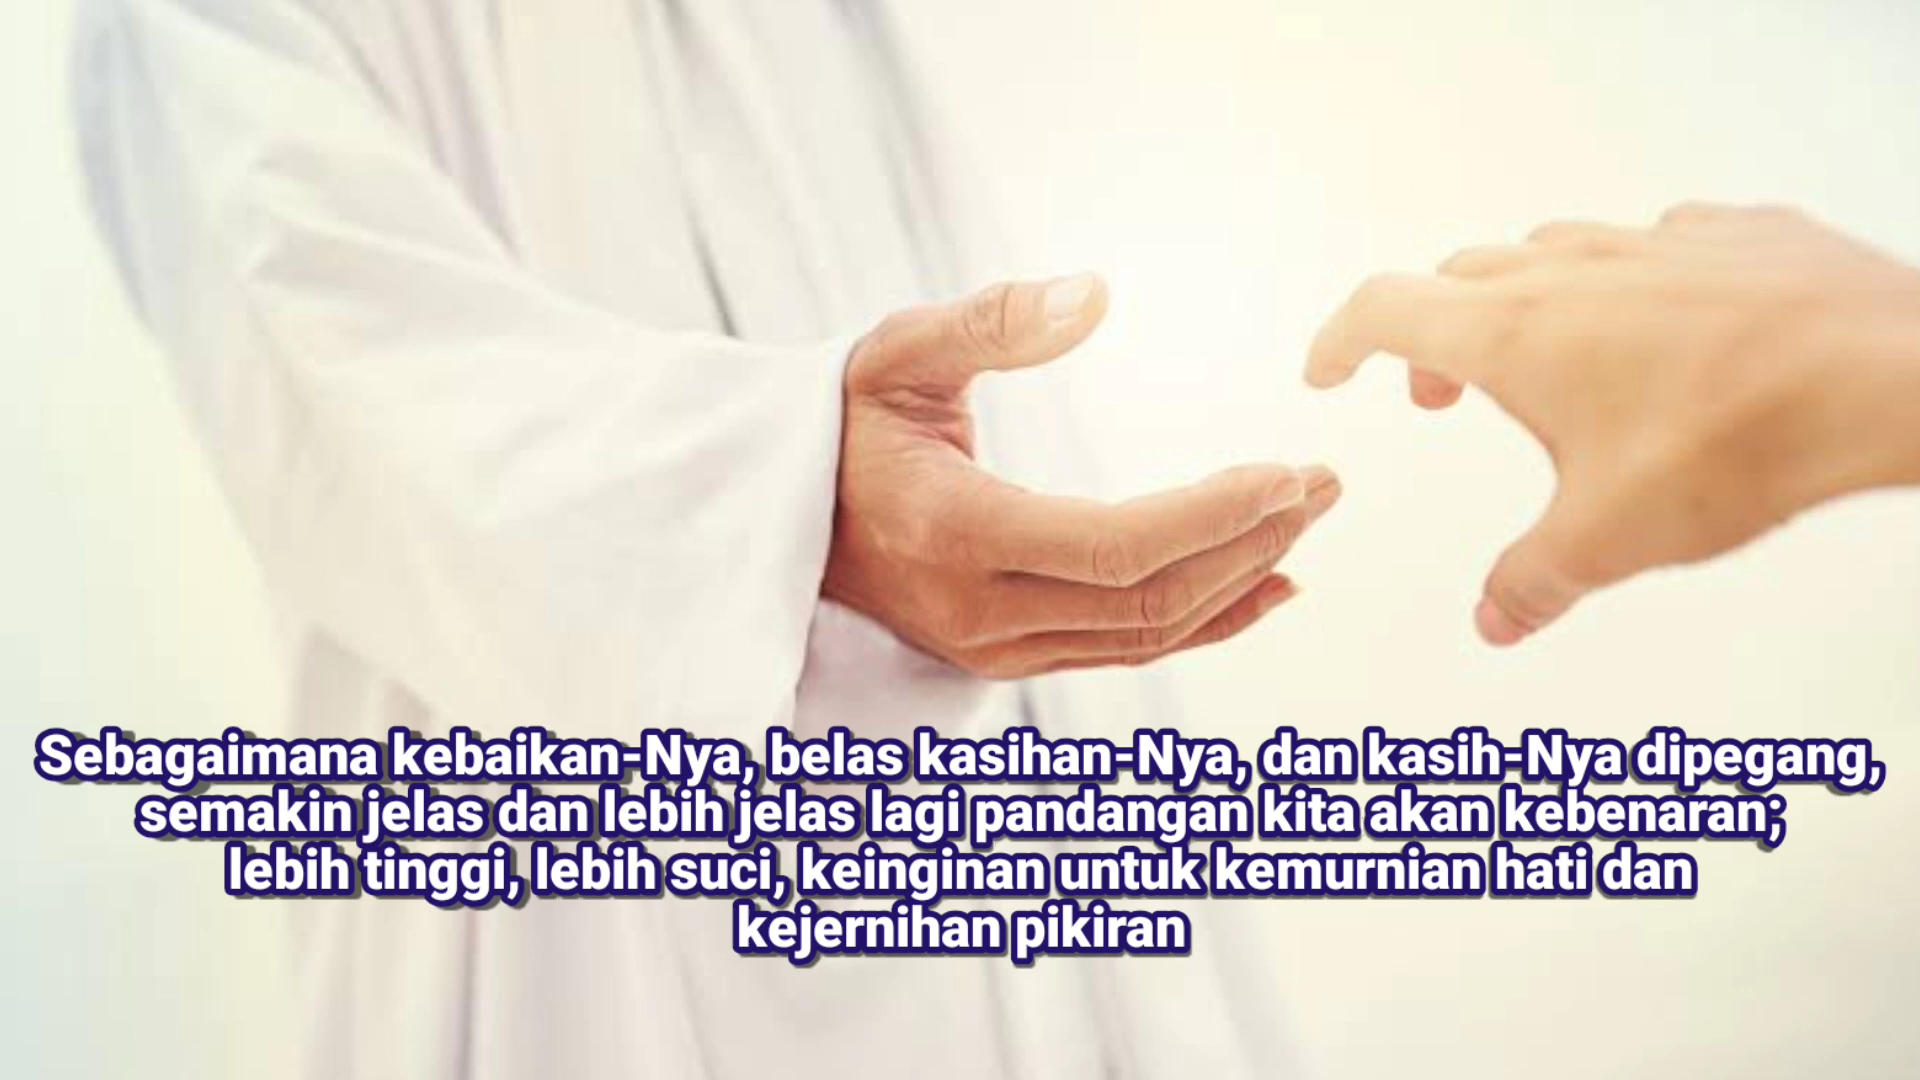 Sebagaimana kebaikan-Nya, belas kasihan-Nya, dan kasih-Nya dipegang,
semakin jelas dan lebih jelas lagi pandangan kita akan kebenaran;
lebih tinggi, lebih suci, keinginan untuk kemurnian hati dan
kejernihan pikiran